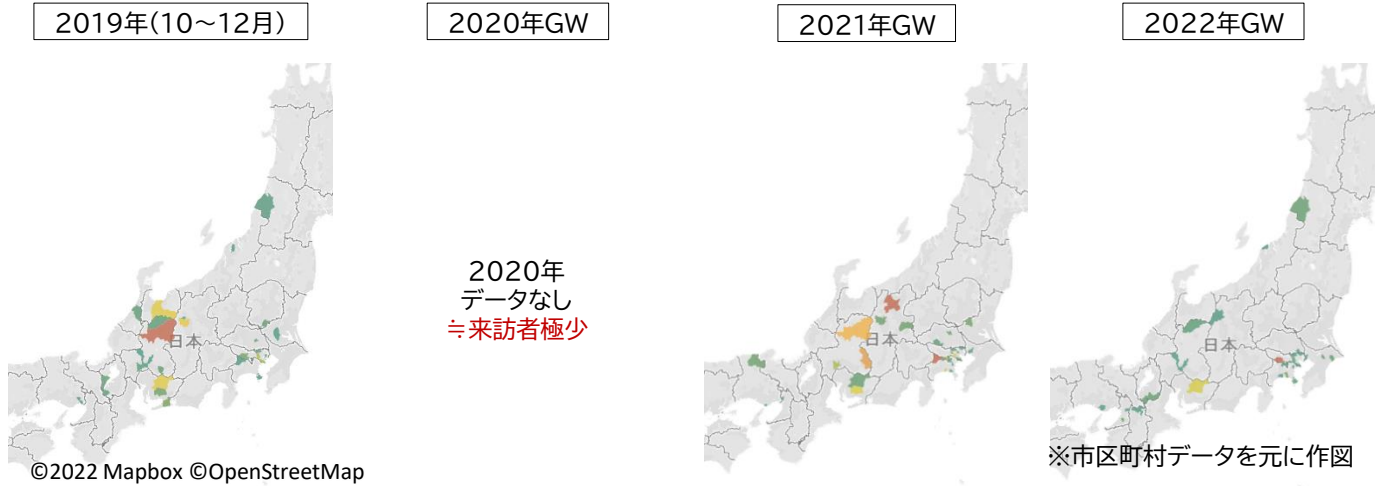 2019年(10～12月)
2020年GW
2021年GW
2022年GW
2020年
データなし
≒来訪者極少
日本
日本
日本
©2022 Mapbox ©OpenStreetMap
※市区町村データを元に作図